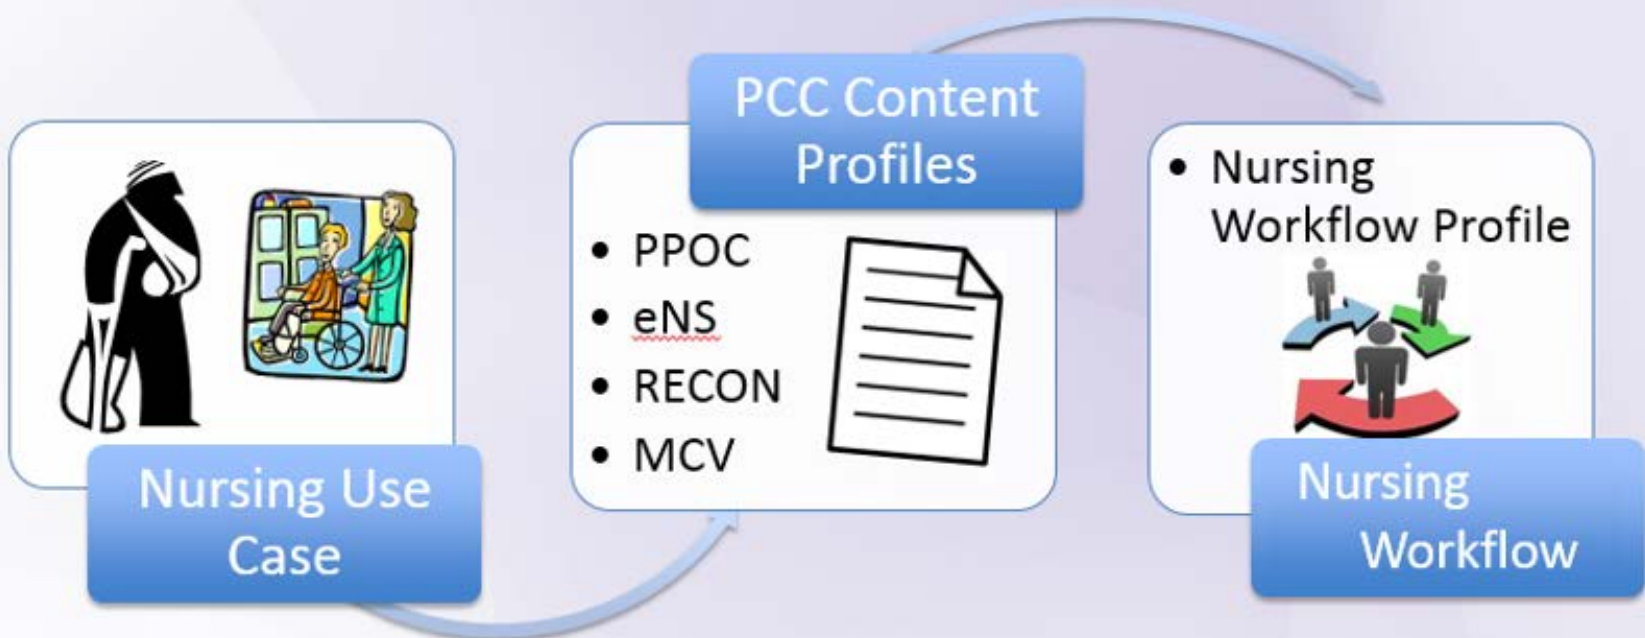 Nursing Use
Case
PCC Content
Profiles
• PPOC
• eNS
• RECON
• MCV
• Nursing
Workflow Profile
Nursing
Workflow